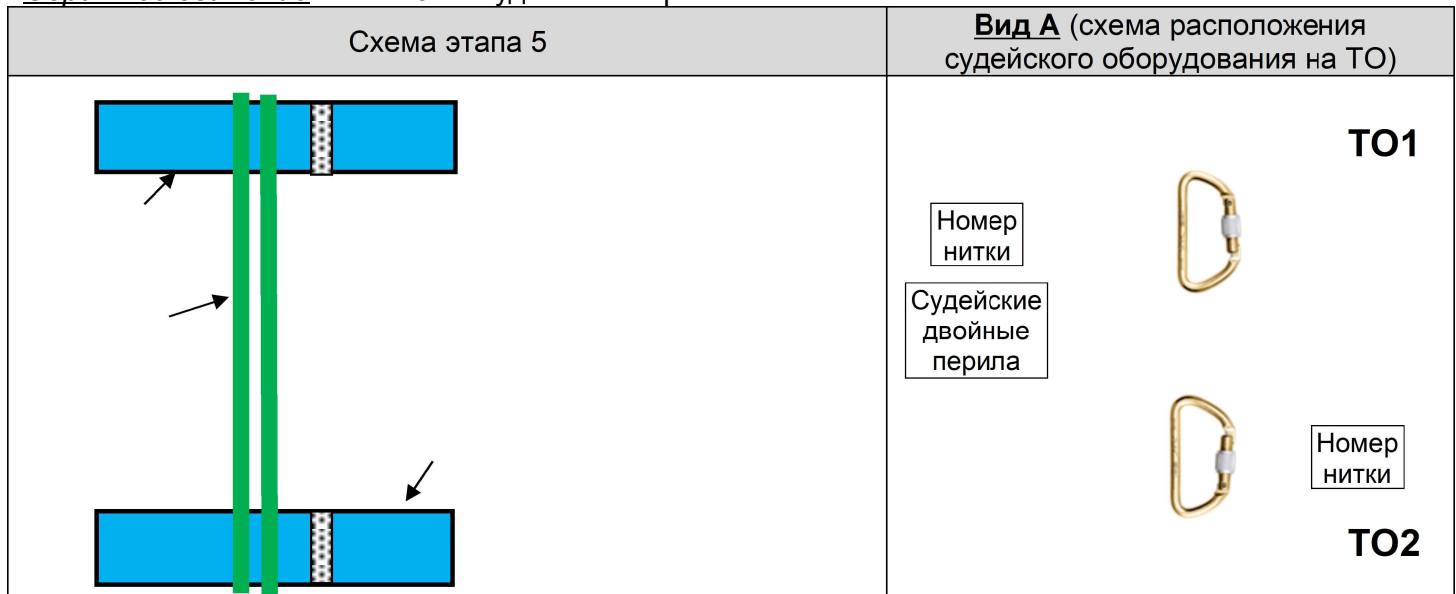 Схема этапа 5
Вид А (схема расположения
судейского оборудования на ТО)
ТО1
Номер
нитки
Судейские
двойные
перила
Номер
нитки
ТО2